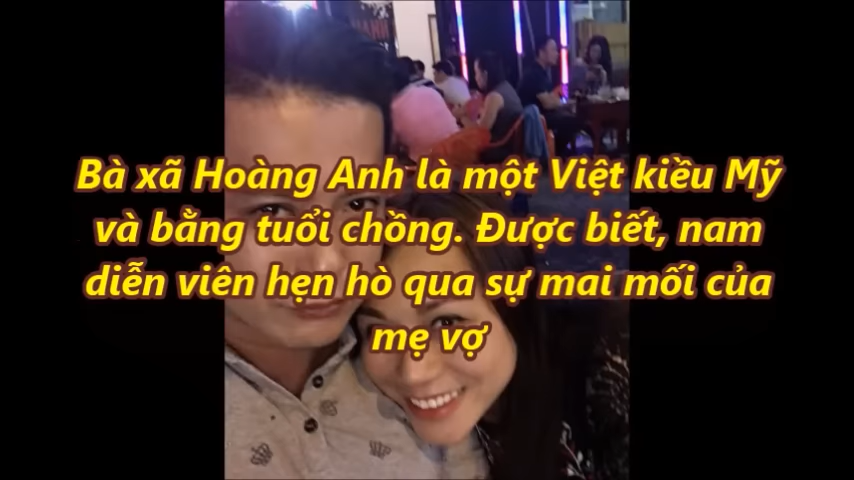 Bà xã Hoàng Anh là một Việt kiều Mỹ
và bằng tuổi chồng. Được biết, nam
diễn viên hẹn hò qua sự mai mối của
mẹ vợ